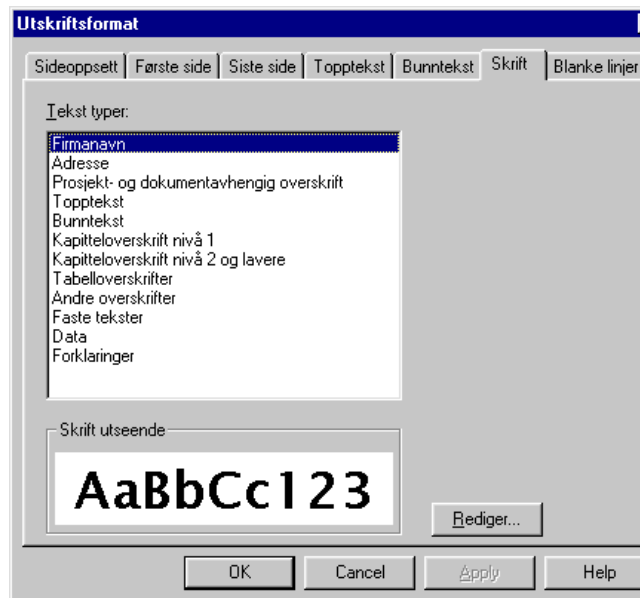 Utskriftsformat
Sideoppsett Første side Siste side Topptekst Bunntekst Skrift Blanke linjer
Tekst typer:
Firmanavn
Adresse
Prosjekt- og dokumentavhengig overskrift
Topptekst
Bunntekst
Kapitteloverskrift nivå 1
Kapitteloverskrift nivå 2 og lavere
Tabelloverskrifter
Andre overskrifter
Faste tekster
Data
Forklaringer
Skrift utseende
AaBbCc123
Rediger...
OK Cancel Apply Help